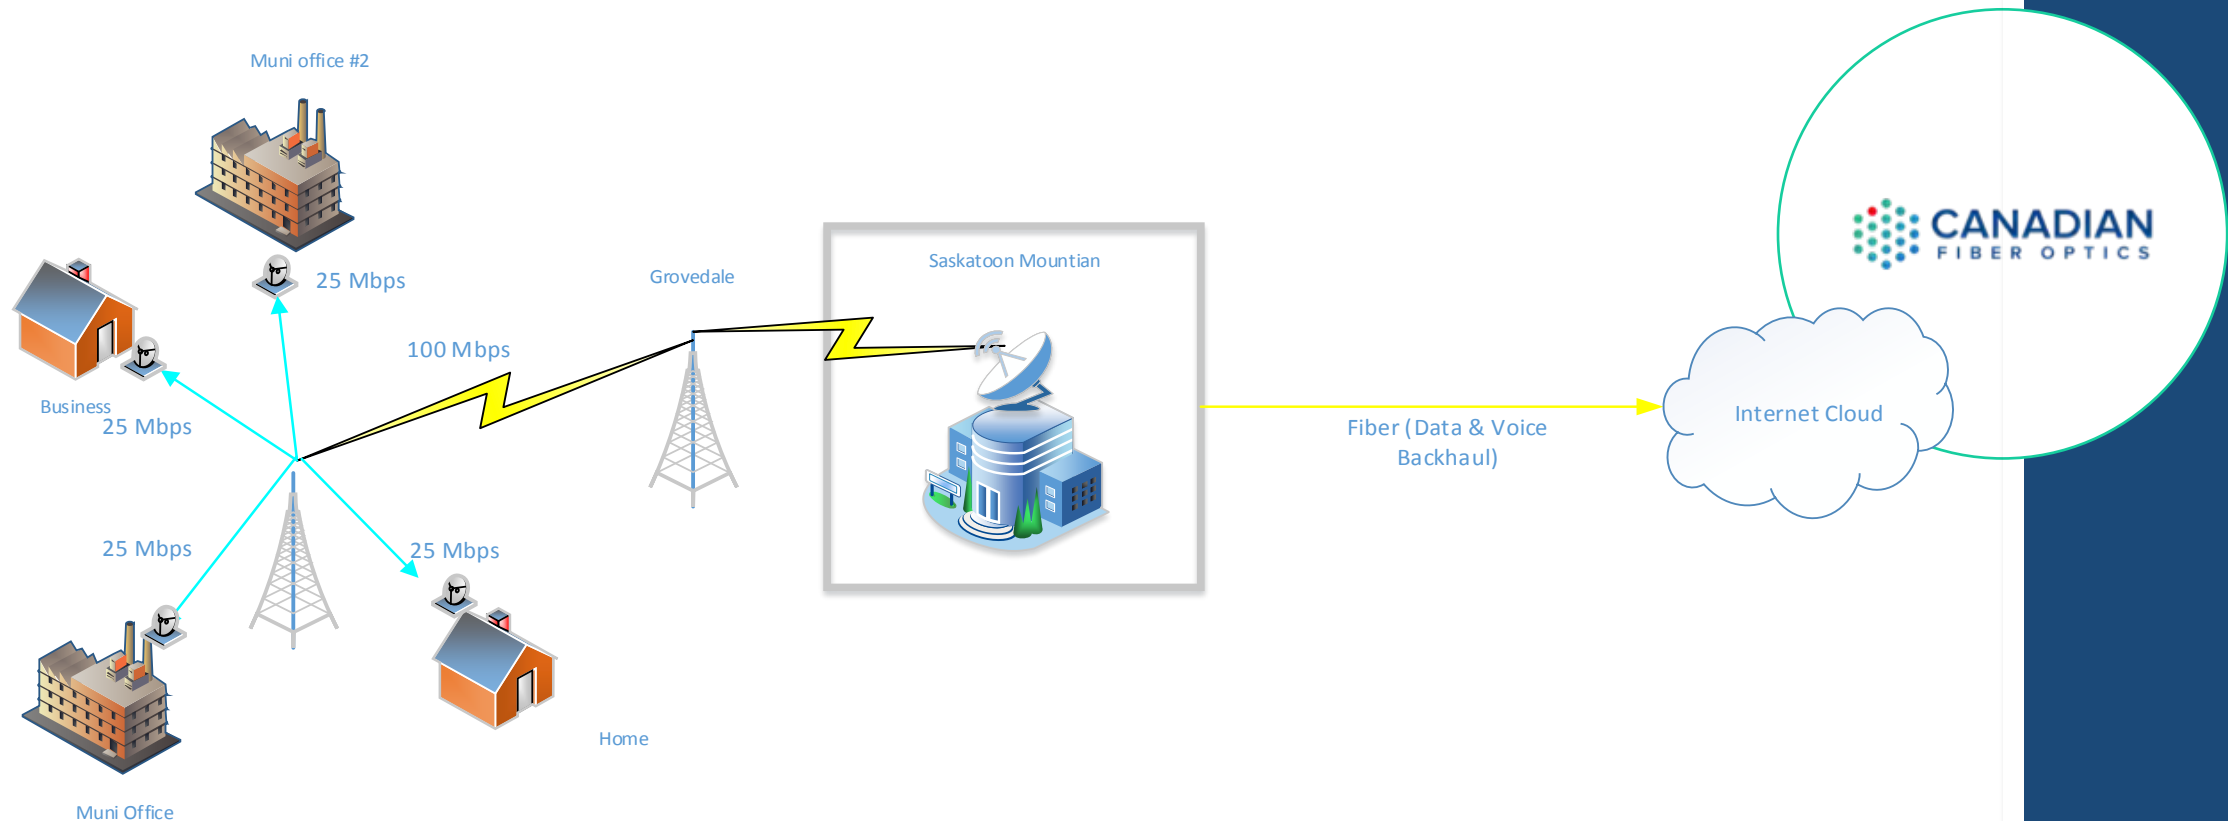 Muni office #2
25 Mbps
Business
25 Mbps
100 Mbps
Grovedale
Saskatoon Mountian
CANADIAN
FIBER OPTICS
Internet Cloud
Fiber (Data & Voice
Backhaul)
25 Mbps
25 Mbps
Home
Muni Office